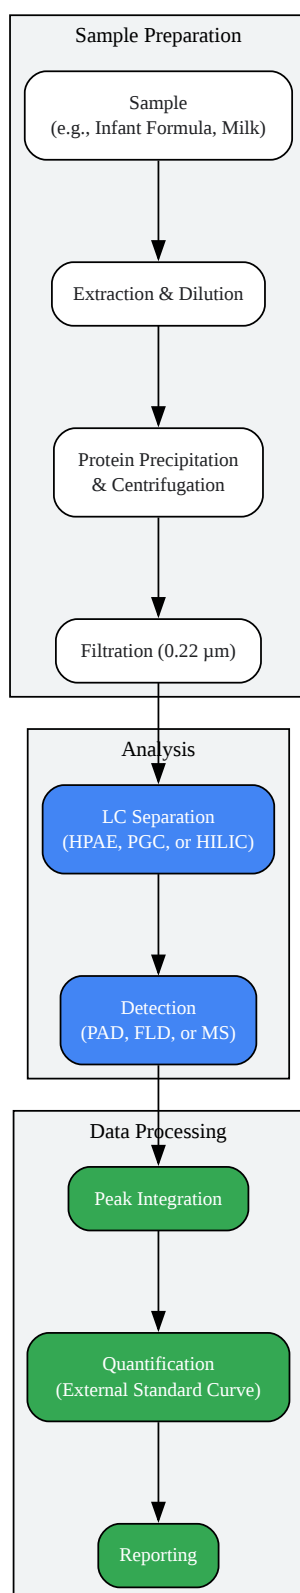 Sample Preparation
Sample
(e.g., Infant Formula, Milk)
Extraction & Dilution
Protein Precipitation
& Centrifugation
Filtration (0.22 µm)
Analysis
LC Separation
(HPAE, PGC, or HILIC)
Detection
(PAD, FLD, or MS)
Data Processing
Peak Integration
Quantification
(External Standard Curve)
Reporting